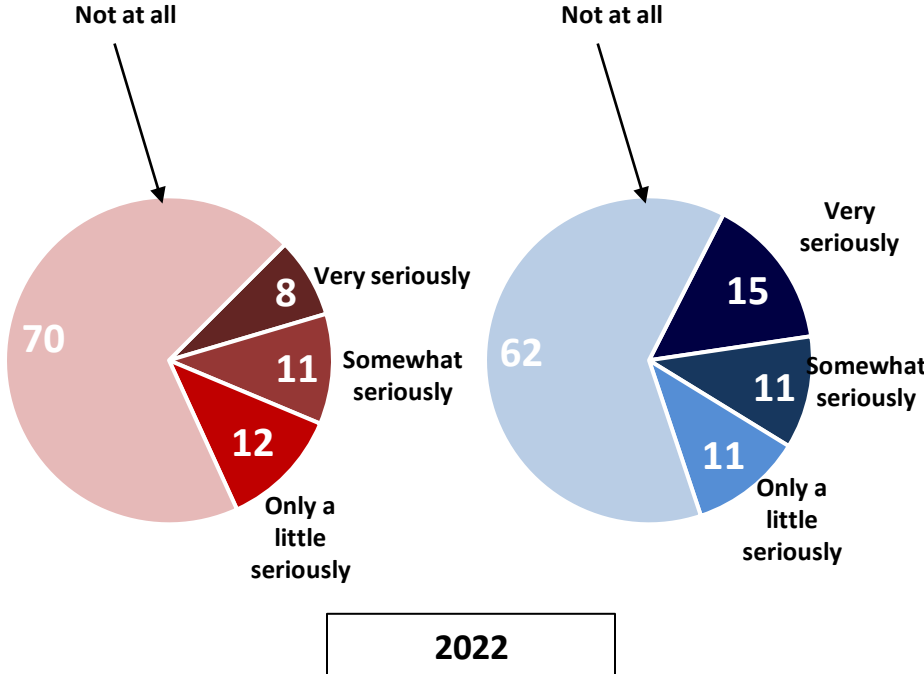 Not at all
70
8
Very seriously
11
Somewhat
seriously
12
Only a
little
seriously
Not at all
62
15
Very
seriously
11
Somewhat
seriously
11
Only a
little
seriously
2022